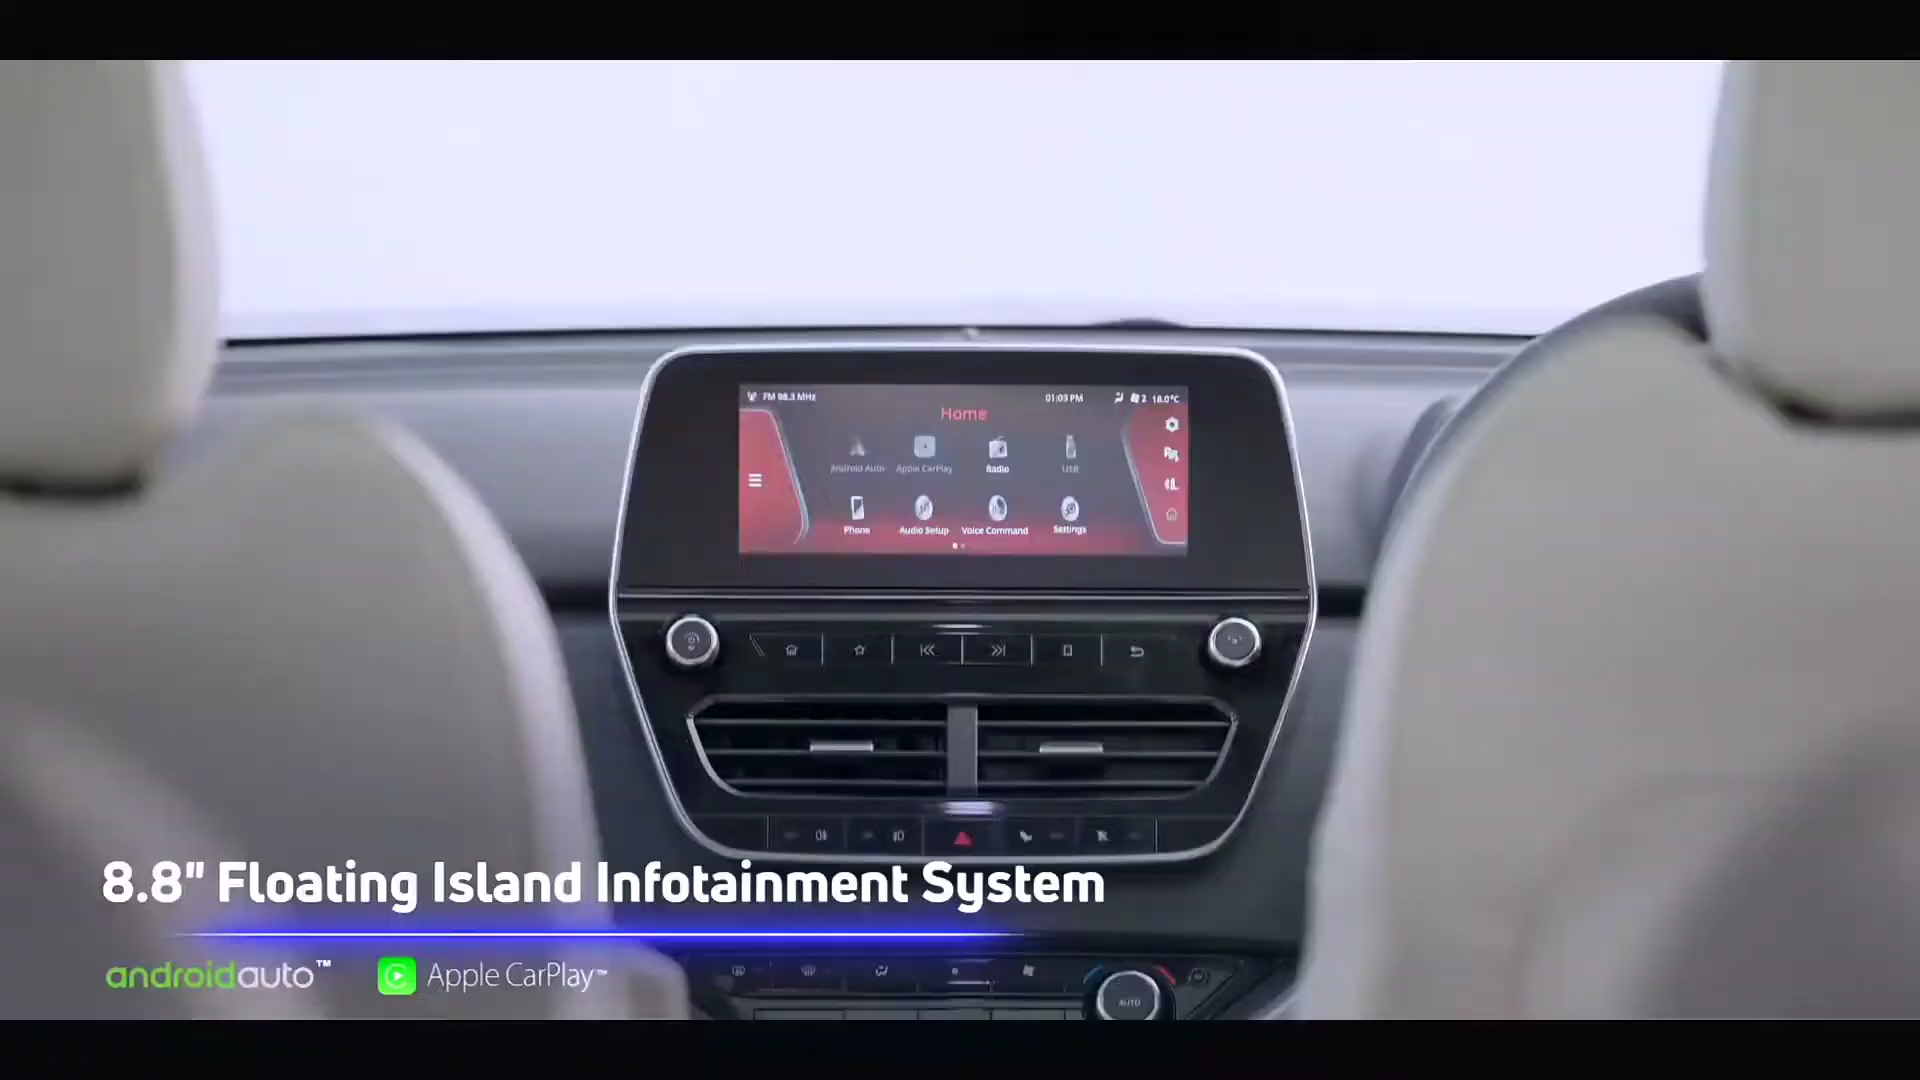 FM 98.3 MHz
01:03 PM
2 18.0°C
Home
Android Auto
Apple CarPlay
Radio
USB
Phone
Audio Setup
Voice Command
Settings
8.8" Floating Island Infotainment System
androidauto™
Apple CarPlay™
AUTO